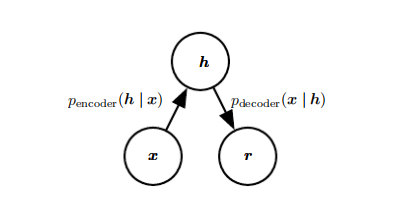 h
p_encoder(h | x) p_decoder(x | h)
x r